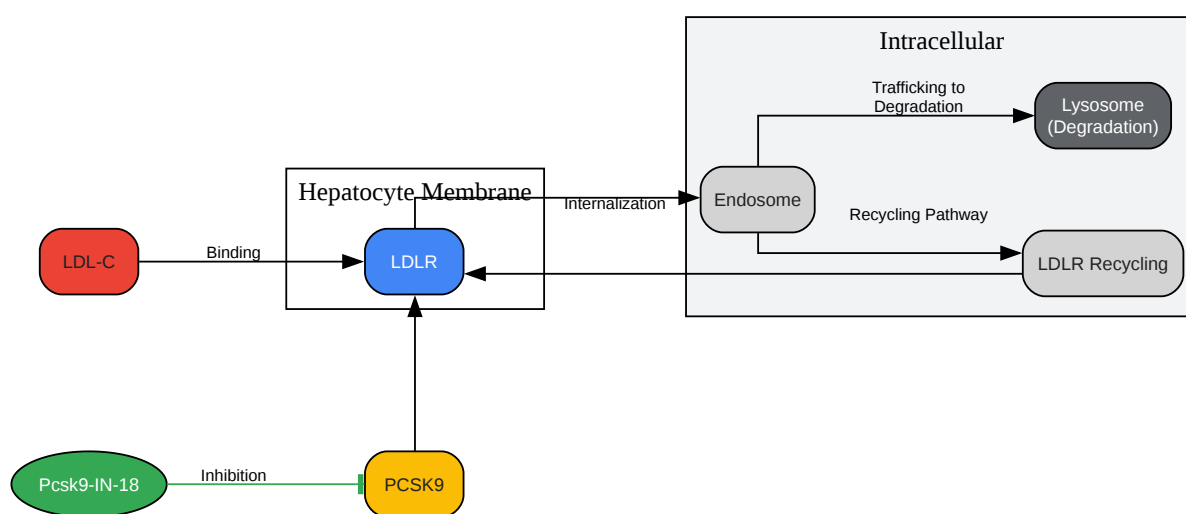 Intracellular
Trafficking to
Degradation
Lysosome
(Degradation)
Hepatocyte Membrane
Internalization
Endosome
Recycling Pathway
LDL-C
Binding
LDLR
LDLR Recycling
Pcsk9-IN-18
Inhibition
PCSK9